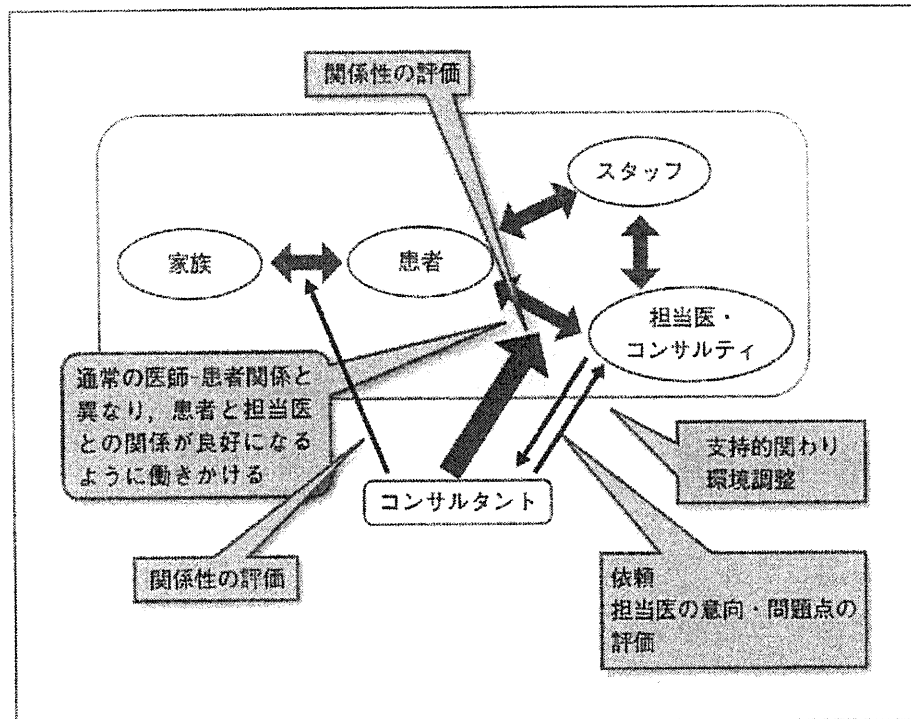 関係性の評価
スタッフ
家族
患者
担当医・
コンサルティ
通常の医師-患者関係と
異なり，患者と担当医
との関係が良好になる
ように働きかける
支持的関わり
環境調整
コンサルタント
関係性の評価
依頼
担当医の意向・問題点の
評価